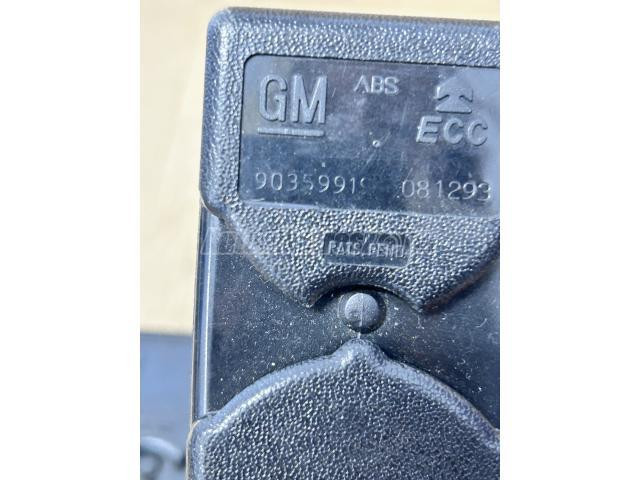 GM ABS
ECC
90359919 081293
PATS. PEND